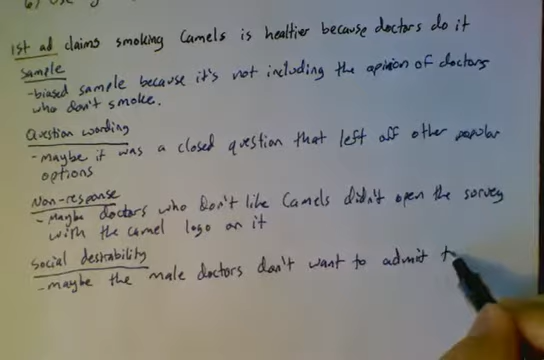 6) Use
1st ad claims smoking Camels is healtier because doctors do it
Sample
-biased sample because it's not including the opinion of doctors
who don't smoke.
Question wording
-maybe it was a closed question that left off other popular
options
Non-response
-maybe doctors who don't like Camels didn't open the survey
with the camel logo on it
Social desirability
-maybe the male doctors don't want to admit t